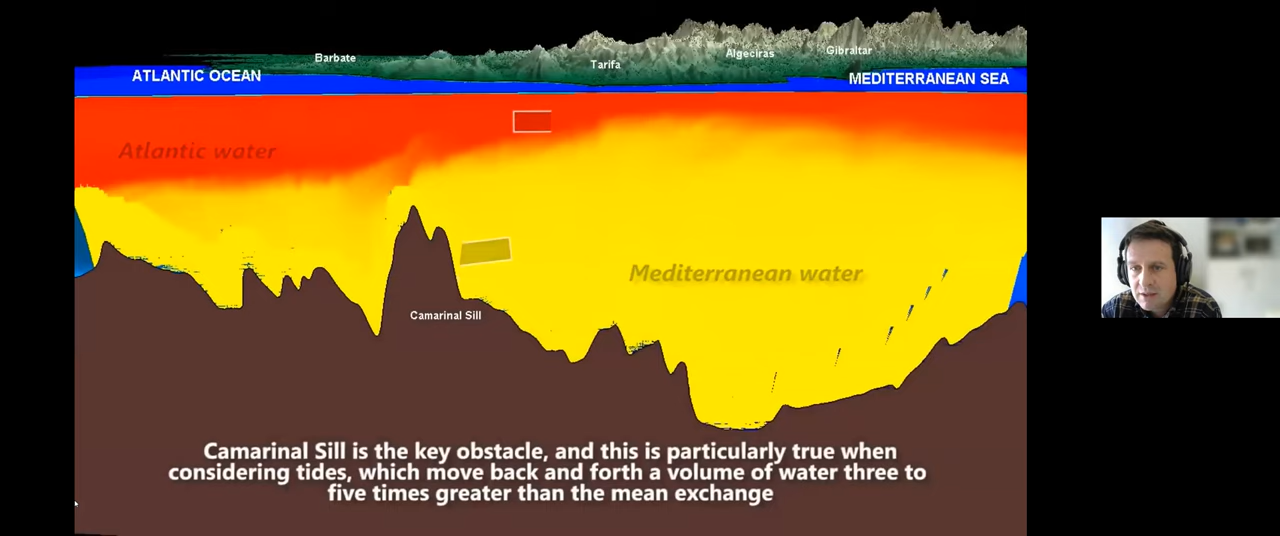 Barbate
Tarifa
Algeciras
Gibraltar
ATLANTIC OCEAN
MEDITERRANEAN SEA
Atlantic water
Mediterranean water
Camarinal Sill
Camarinal Sill is the key obstacle, and this is particularly true when
considering tides, which move back and forth a volume of water three to
five times greater than the mean exchange